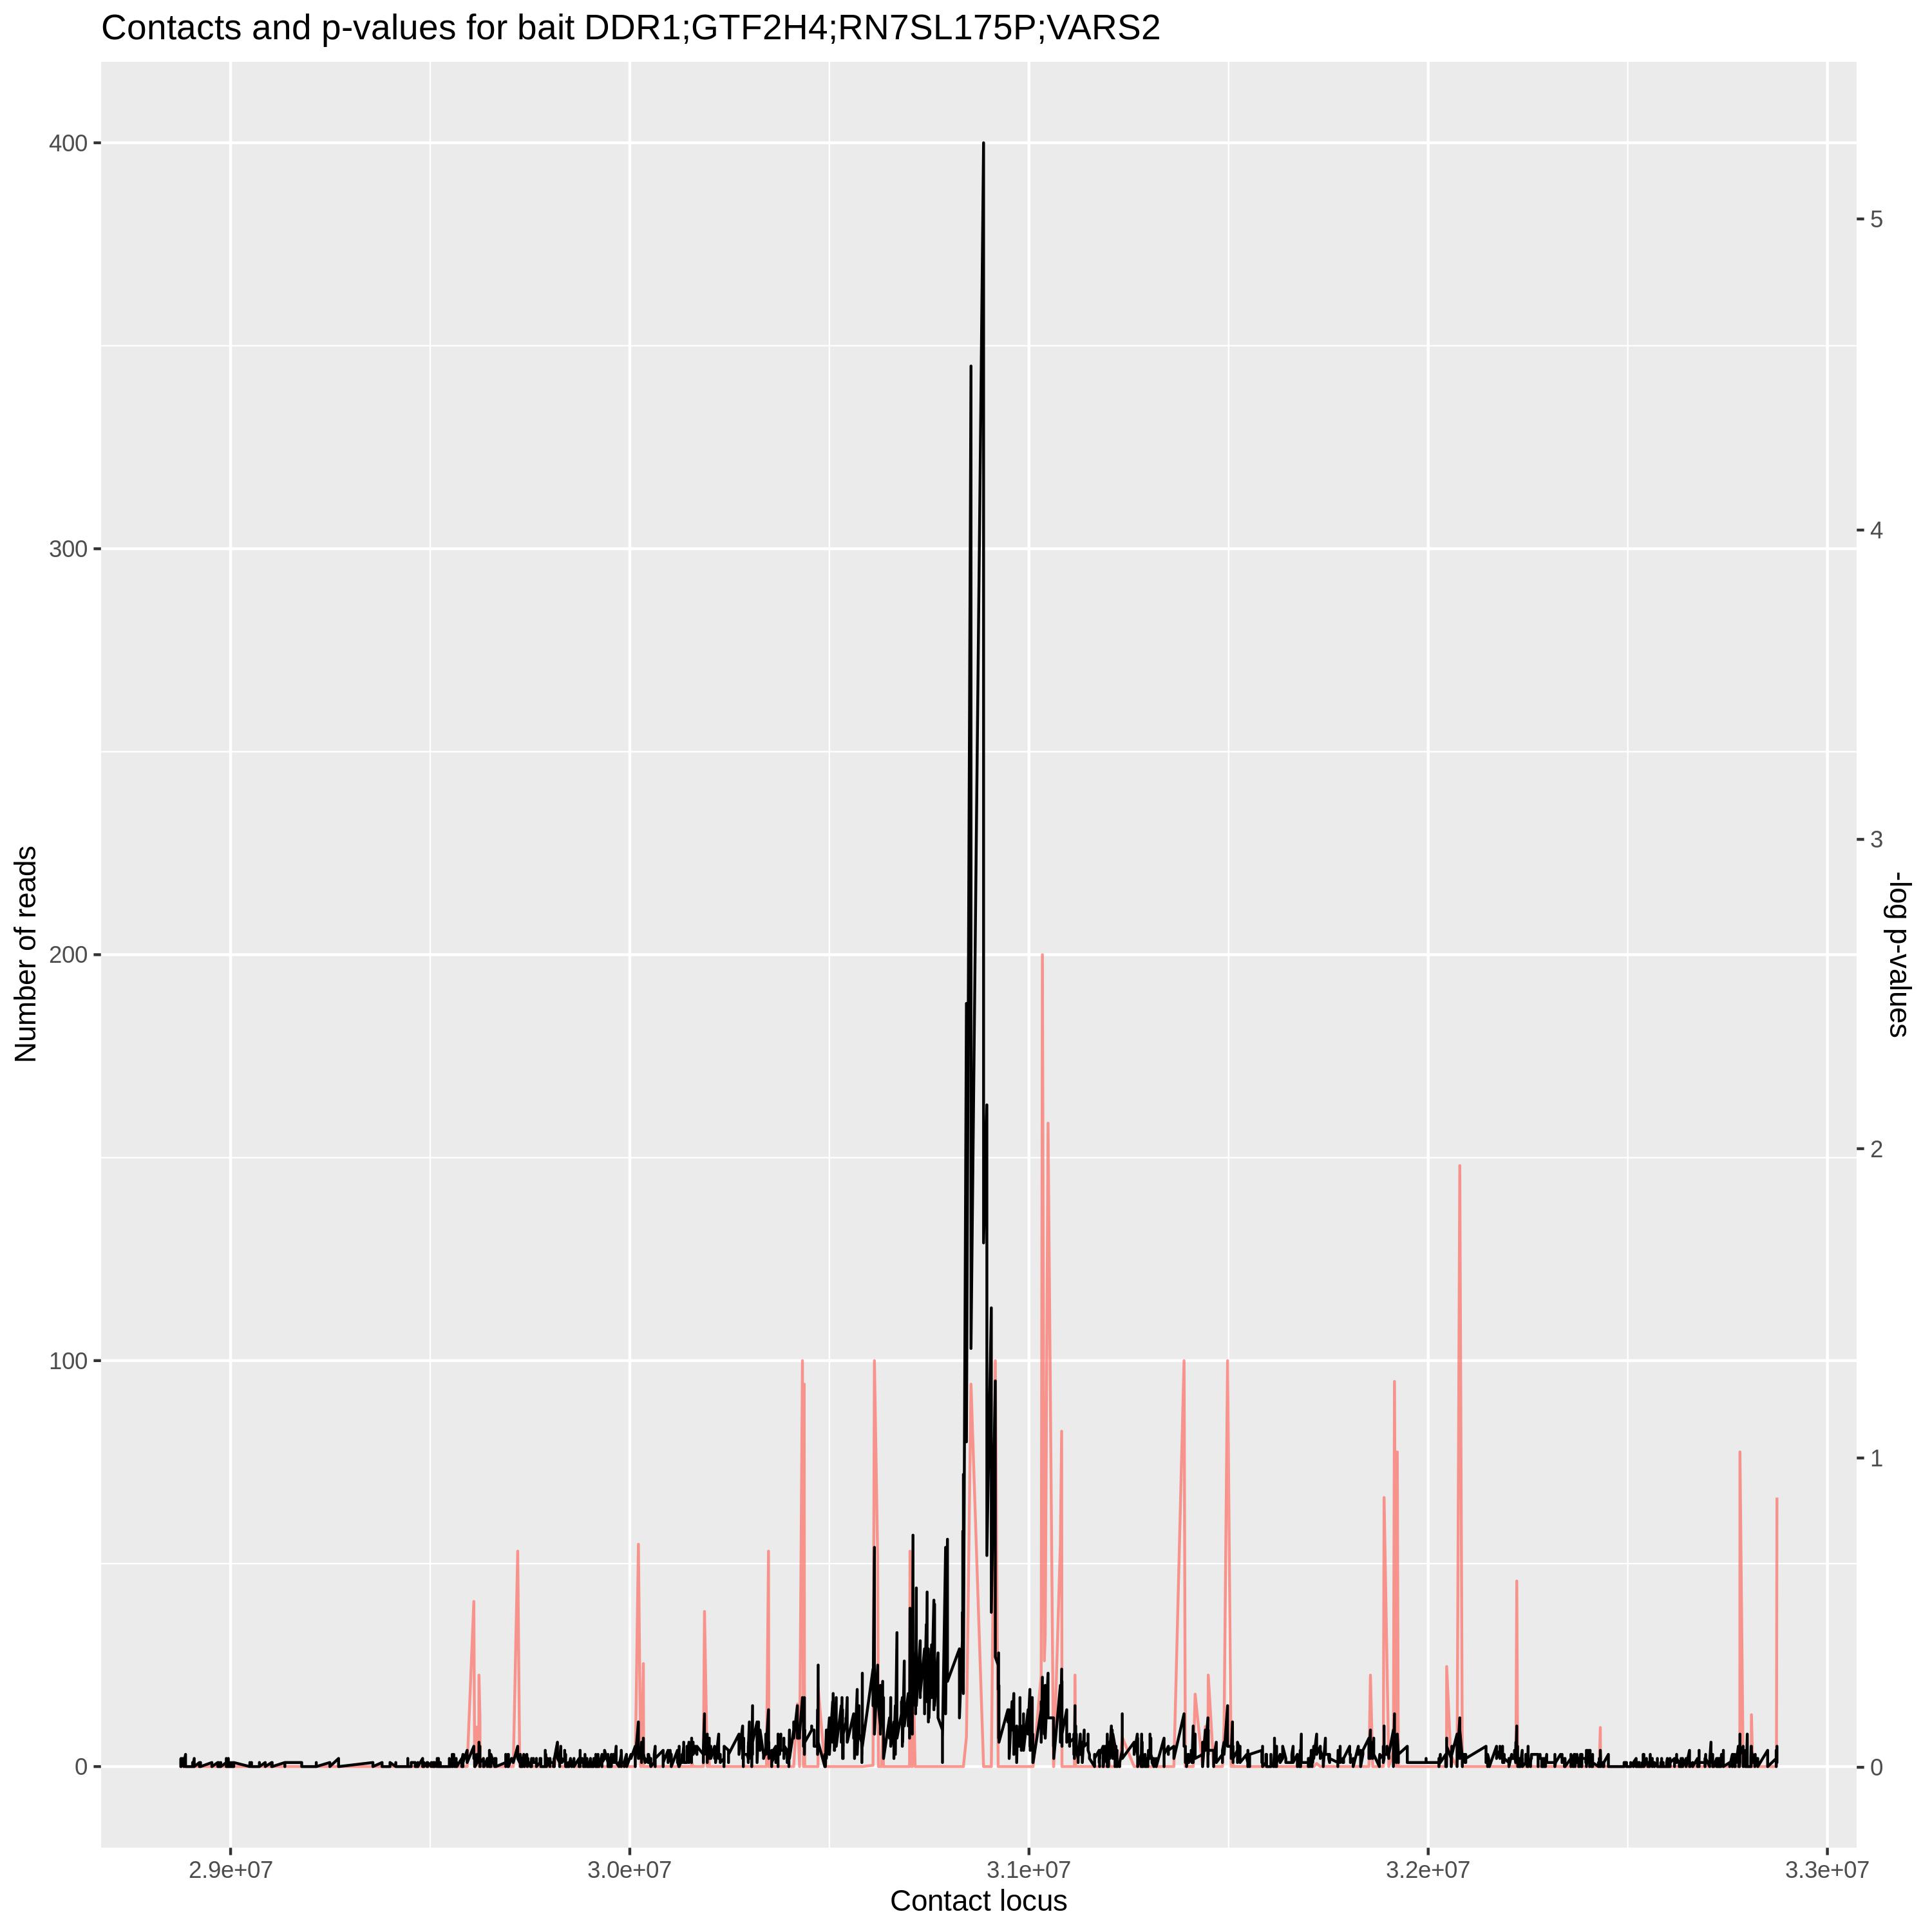 Contacts and p-values for bait DDR1;GTF2H4;RN7SL175P;VARS2
400
300
200
100
0
Number of reads
5
4
3
2
1
0
-log p-values
2.9e+07 3.0e+07 3.1e+07 3.2e+07 3.3e+07
Contact locus